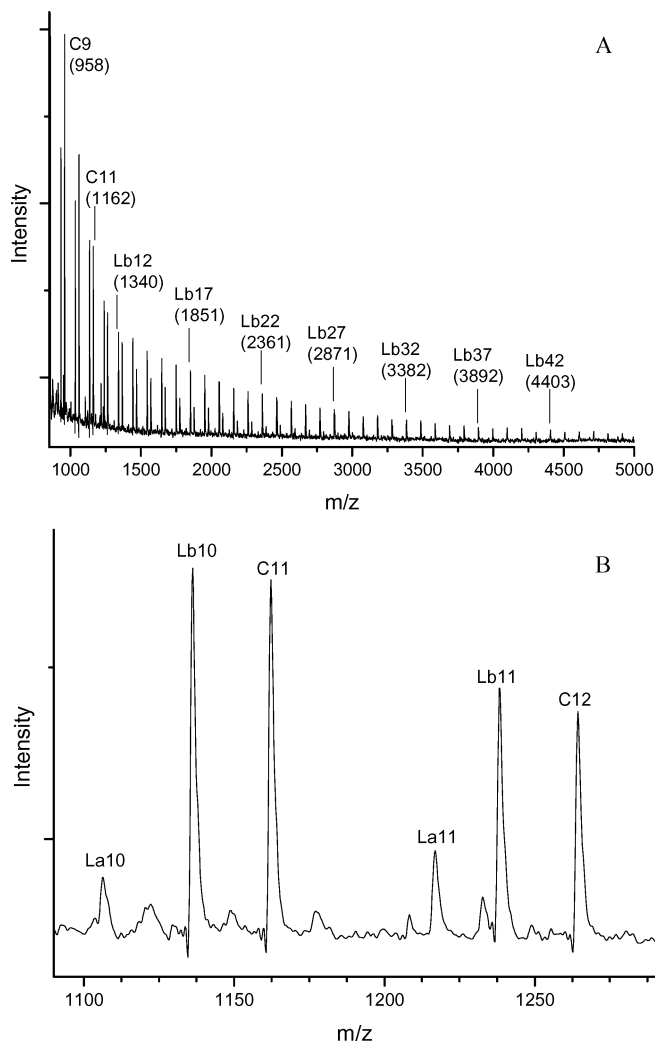 A
C9
(958)
C11
(1162)
Lb12
(1340)
Lb17
(1851)
Lb22
(2361)
Lb27
(2871)
Lb32
(3382)
Lb37
(3892)
Lb42
(4403)
Intensity
1000 1500 2000 2500 3000 3500 4000 4500 5000
m/z
B
Lb10
C11
Lb11
C12
La10
La11
Intensity
1100 1150 1200 1250
m/z